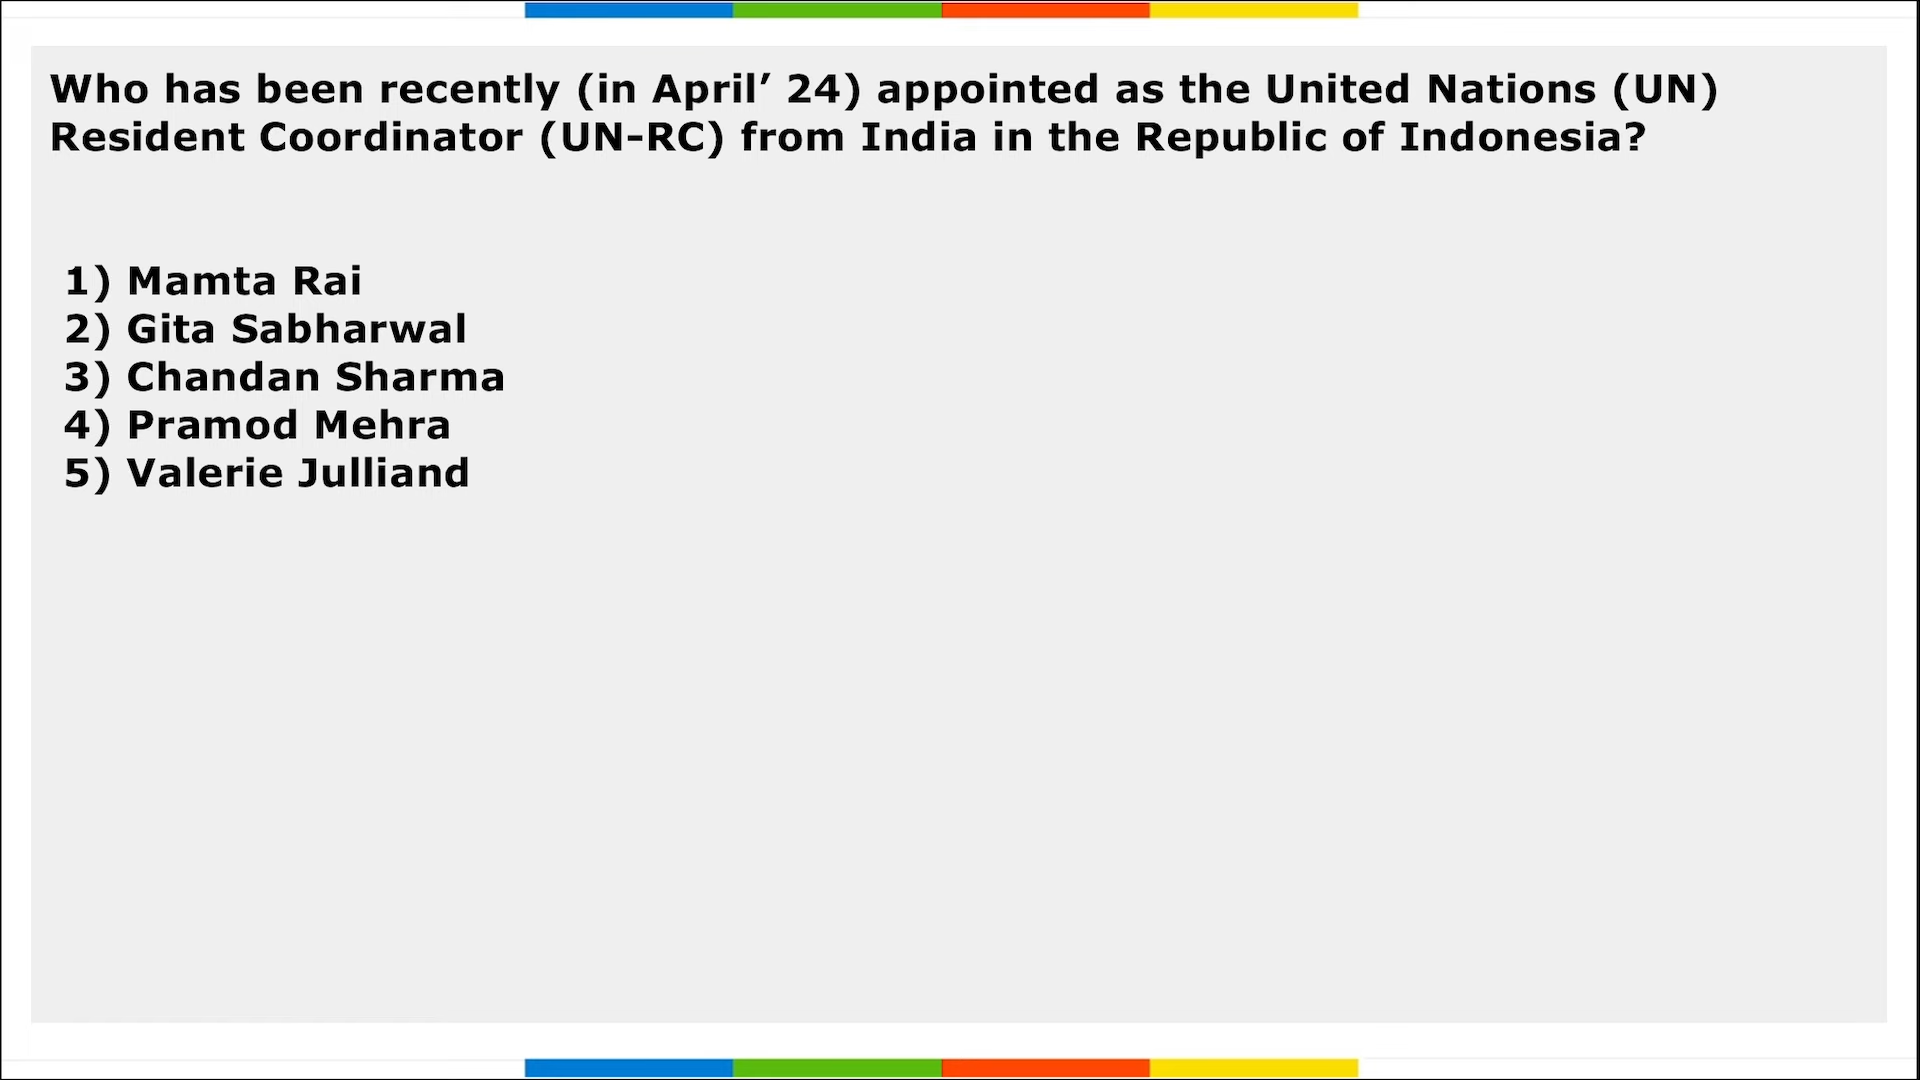 Who has been recently (in April’ 24) appointed as the United Nations (UN)
Resident Coordinator (UN-RC) from India in the Republic of Indonesia?
1) Mamta Rai
2) Gita Sabharwal
3) Chandan Sharma
4) Pramod Mehra
5) Valerie Julliand